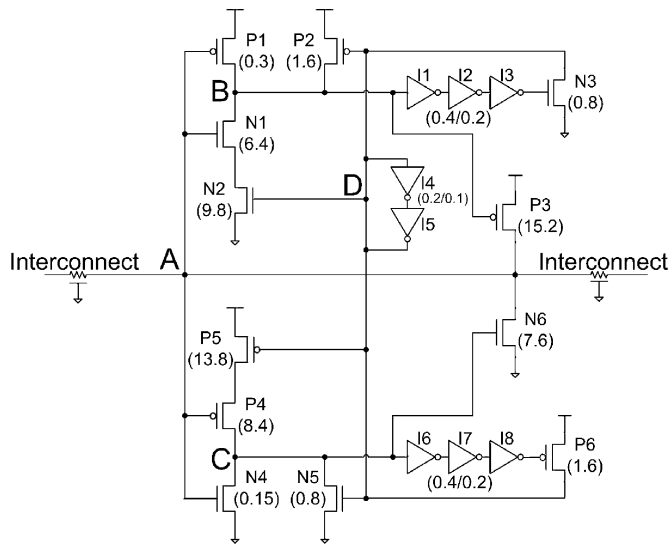 P1
(0.3)
P2
(1.6)
B
I1
I2
I3
(0.4/0.2)
N3
(0.8)
N1
(6.4)
N2
(9.8)
D
I4
(0.2/0.1)
I5
P3
(15.2)
Interconnect
A
Interconnect
P5
(13.8)
N6
(7.6)
P4
(8.4)
C
I6
I7
I8
(0.4/0.2)
P6
(1.6)
N4
(0.15)
N5
(0.8)